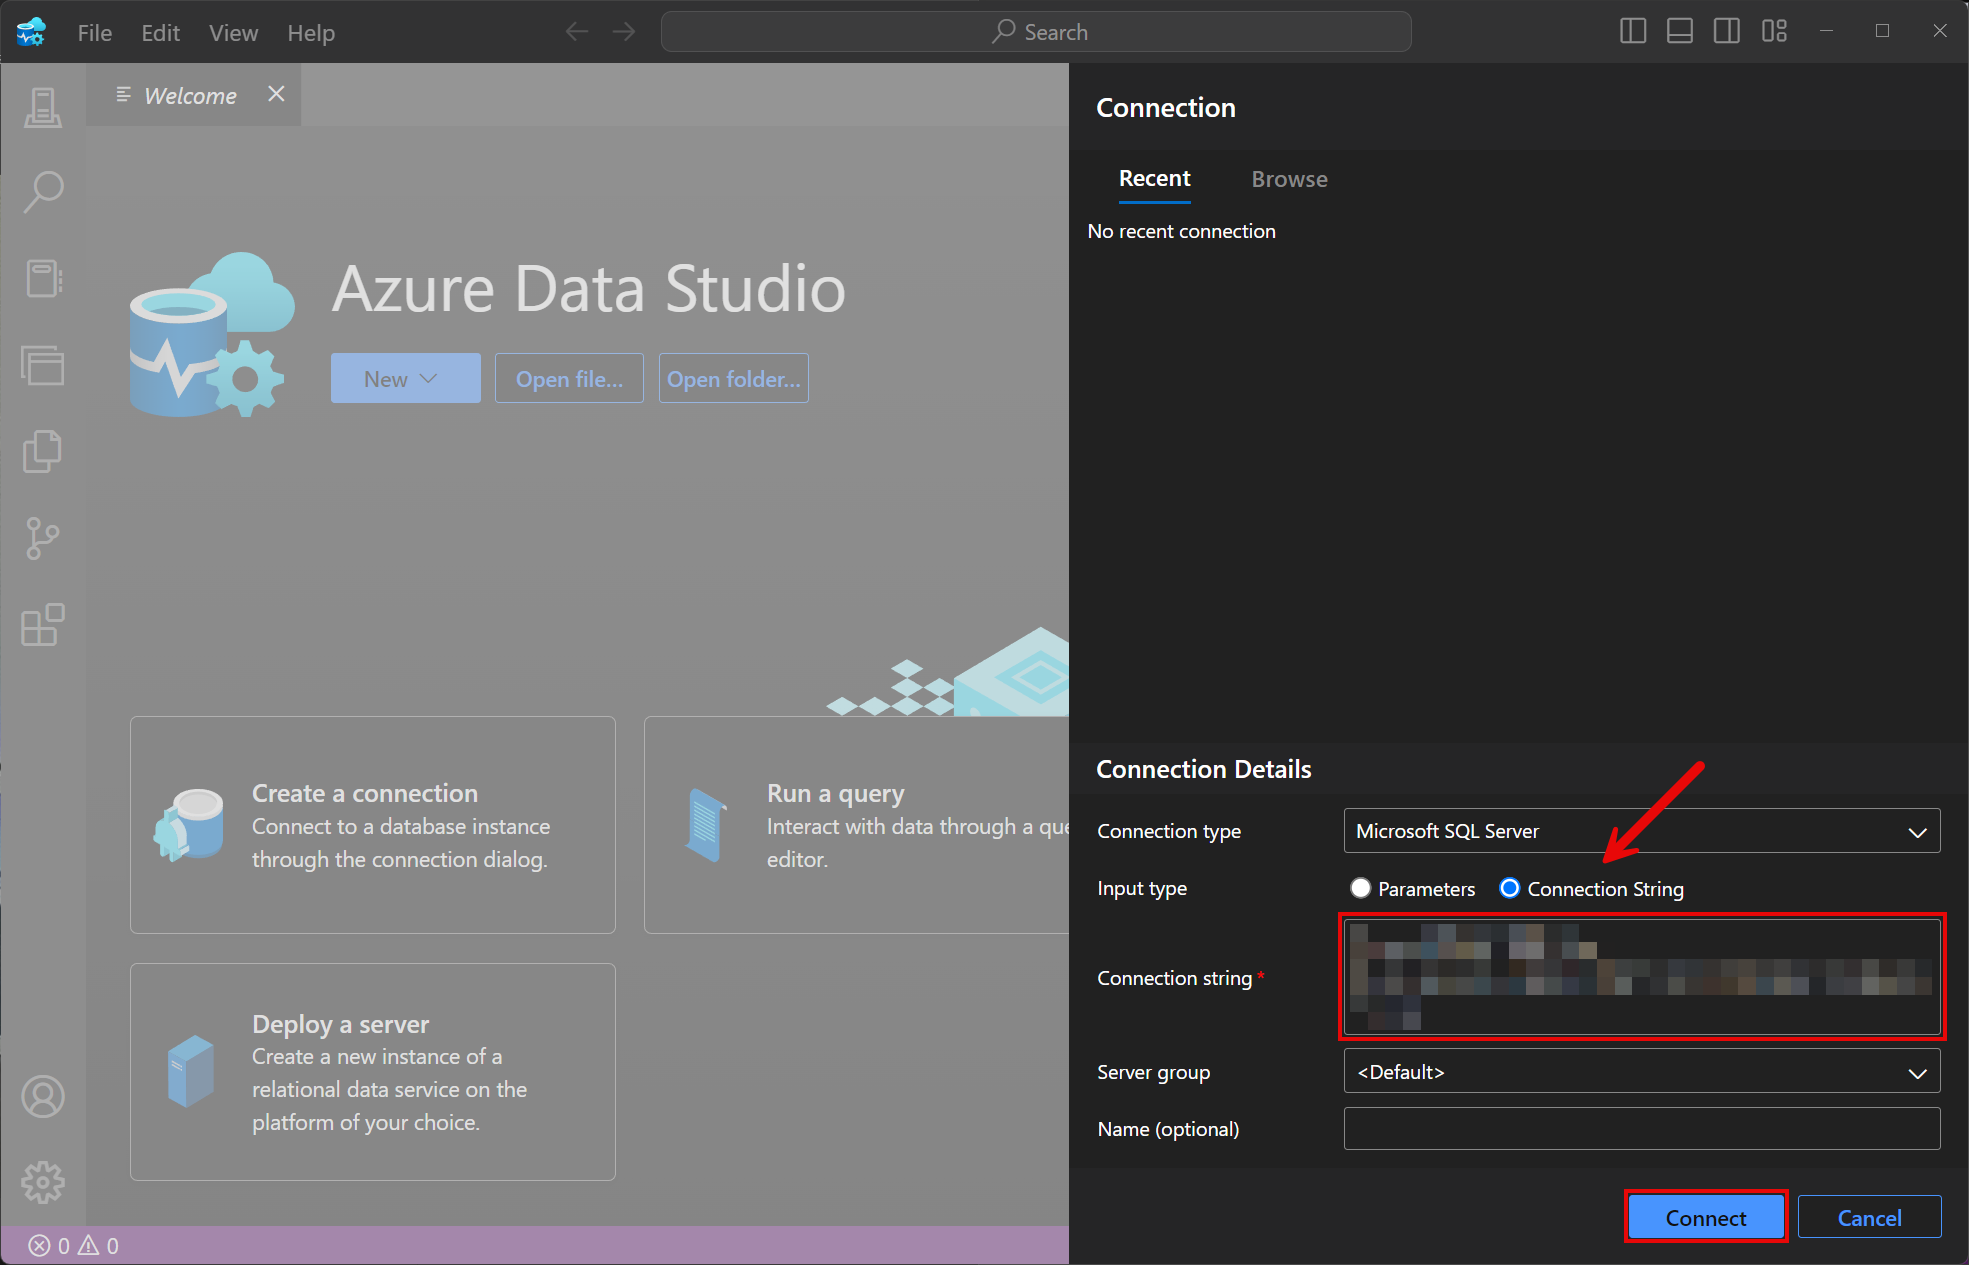 File Edit View Help
Search
Welcome
Azure Data Studio
New
Open file...
Open folder...
Create a connection
Connect to a database instance
through the connection dialog.
Run a query
Interact with data through a
editor.
Deploy a server
Create a new instance of a
relational data service on the
platform of your choice.
0 0
Connection
Recent
Browse
No recent connection
Connection Details
Connection type
Microsoft SQL Server
Input type
Parameters
Connection String
Connection string *
Server group
<Default>
Name (optional)
Connect
Cancel